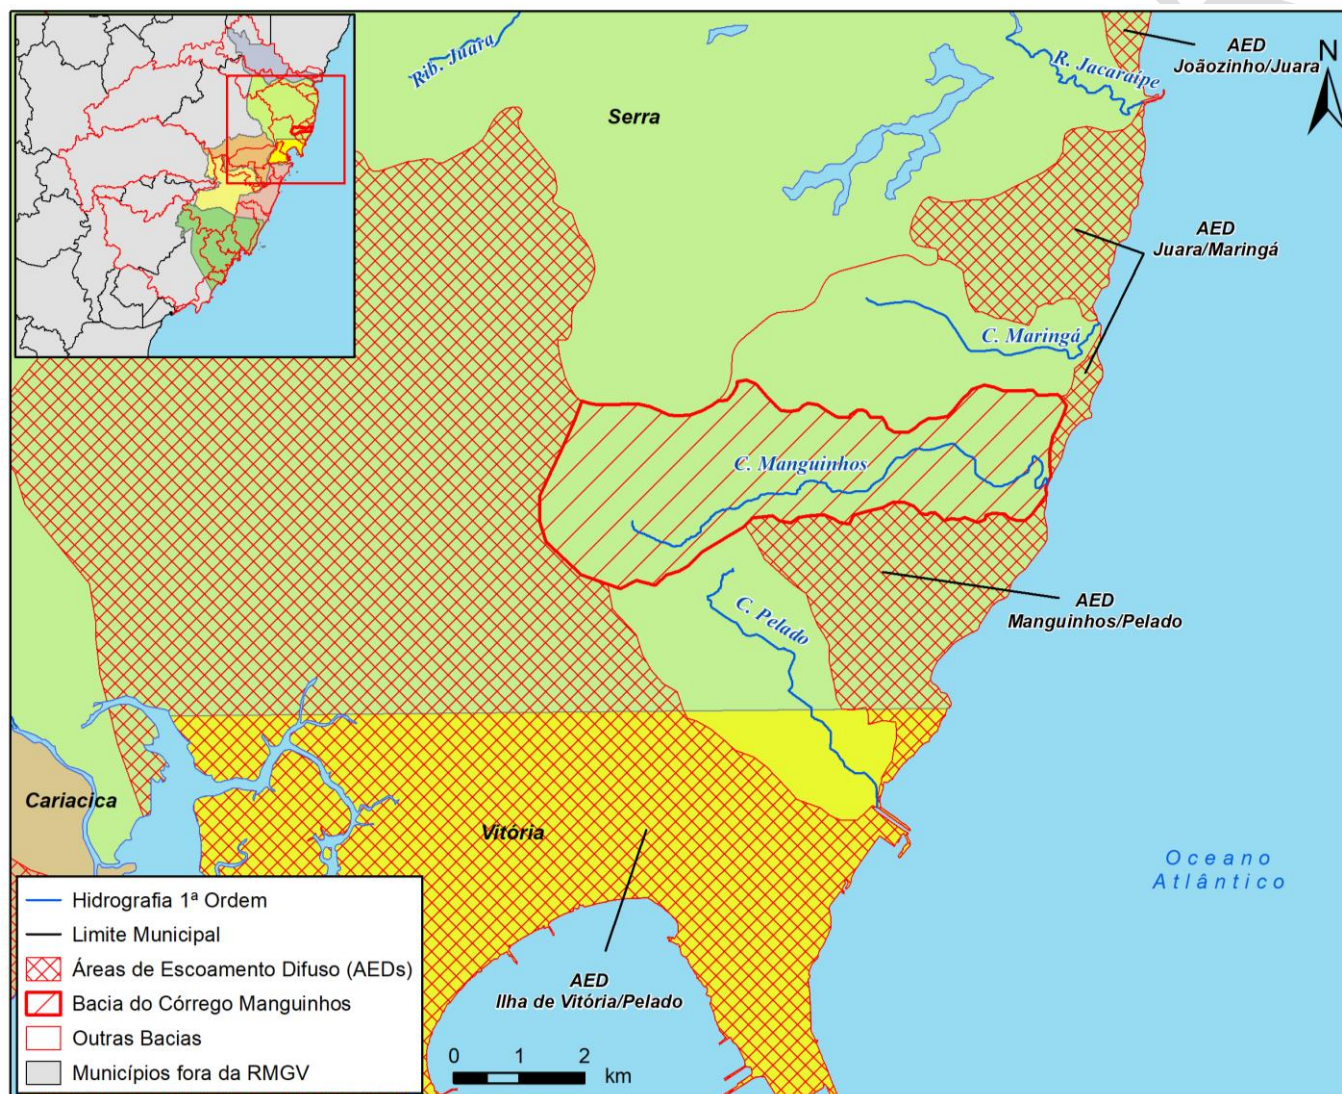 AED
Joãozinho/Juara
N
Rib. Juara
R. Jacaraípe
Serra
AED
Juara/Maringá
C. Maringá
C. Manguinhos
AED
Manguinhos/Pelado
C. Pelado
Cariacica
Vitória
Oceano
Atlântico
AED
Ilha de Vitória/Pelado
Hidrografia 1ª Ordem
Limite Municipal
Áreas de Escoamento Difuso (AEDs)
Bacia do Córrego Manguinhos
Outras Bacias
Municípios fora da RMGV
0 1 2
km